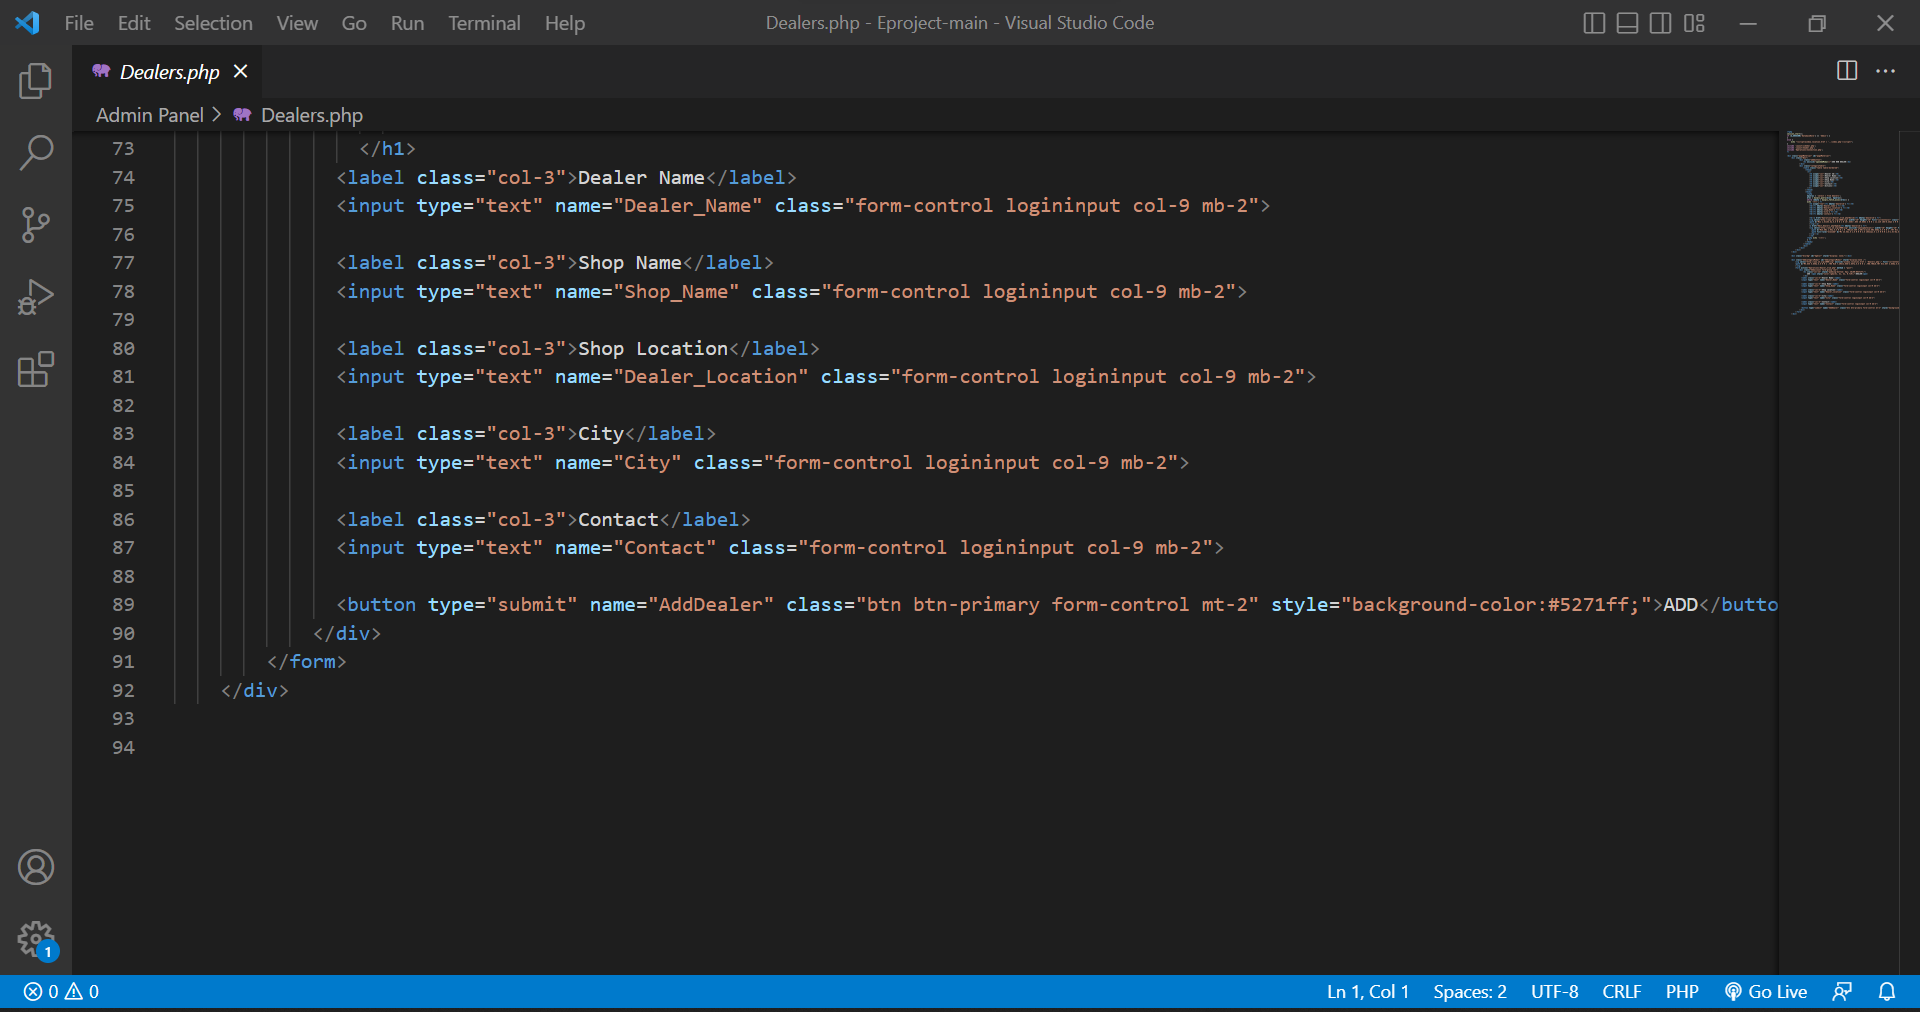 File Edit Selection View Go Run Terminal Help Dealers.php - Eproject-main - Visual Studio Code
Dealers.php
Admin Panel > Dealers.php
73 </h1>
74 <label class="col-3">Dealer Name</label>
75 <input type="text" name="Dealer_Name" class="form-control logininput col-9 mb-2">
76
77 <label class="col-3">Shop Name</label>
78 <input type="text" name="Shop_Name" class="form-control logininput col-9 mb-2">
79
80 <label class="col-3">Shop Location</label>
81 <input type="text" name="Dealer_Location" class="form-control logininput col-9 mb-2">
82
83 <label class="col-3">City</label>
84 <input type="text" name="City" class="form-control logininput col-9 mb-2">
85
86 <label class="col-3">Contact</label>
87 <input type="text" name="Contact" class="form-control logininput col-9 mb-2">
88
89 <button type="submit" name="AddDealer" class="btn btn-primary form-control mt-2" style="background-color:#5271ff;">ADD</butto
90 </div>
91 </form>
92 </div>
93
94
1
0 0 Ln 1, Col 1 Spaces: 2 UTF-8 CRLF PHP Go Live